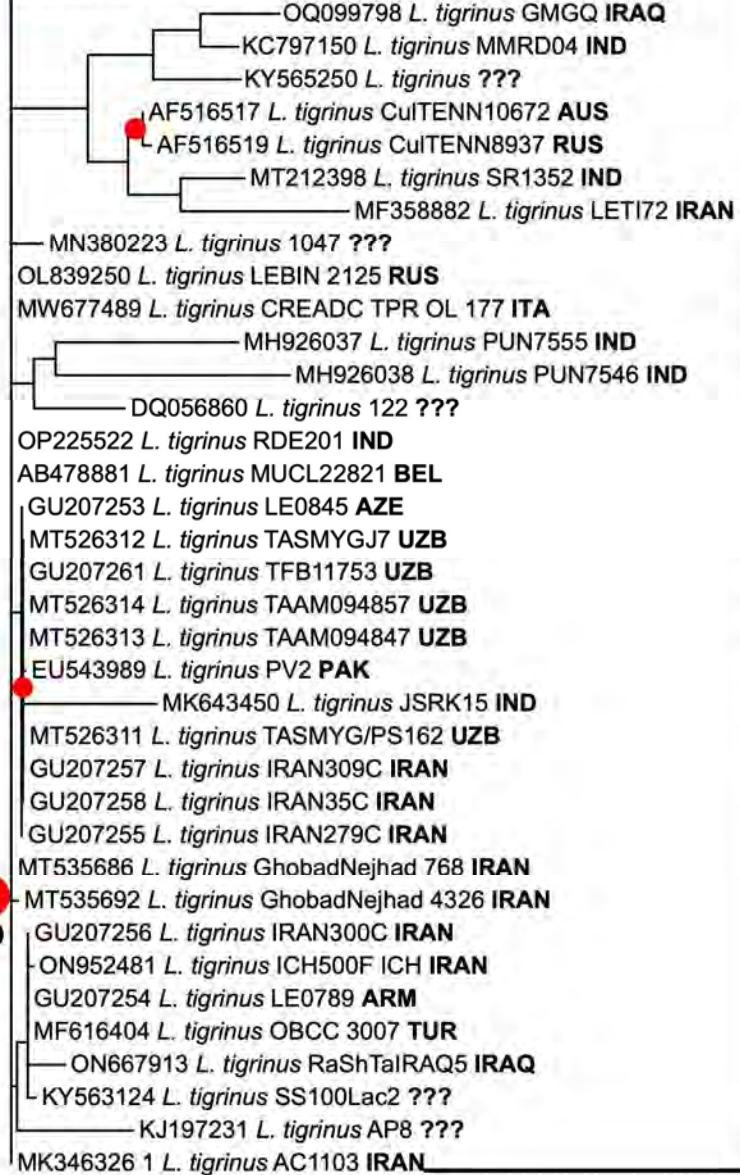 OQ099798 L. tigrinus GMGQ IRAQ
KC797150 L. tigrinus MMRD04 IND
KY565250 L. tigrinus ???
AF516517 L. tigrinus CulTENN10672 AUS
AF516519 L. tigrinus CulTENN8937 RUS
MT212398 L. tigrinus SR1352 IND
MF358882 L. tigrinus LETI72 IRAN
MN380223 L. tigrinus 1047 ???
OL839250 L. tigrinus LEBIN 2125 RUS
MW677489 L. tigrinus CREADC TPR OL 177 ITA
MH926037 L. tigrinus PUN7555 IND
MH926038 L. tigrinus PUN7546 IND
DQ056860 L. tigrinus 122 ???
OP225522 L. tigrinus RDE201 IND
AB478881 L. tigrinus MUCL22821 BEL
GU207253 L. tigrinus LE0845 AZE
MT526312 L. tigrinus TASMYGJ7 UZB
GU207261 L. tigrinus TFB11753 UZB
MT526314 L. tigrinus TAAM094857 UZB
MT526313 L. tigrinus TAAM094847 UZB
EU543989 L. tigrinus PV2 PAK
MK643450 L. tigrinus JSRK15 IND
MT526311 L. tigrinus TASMYG/PS162 UZB
GU207257 L. tigrinus IRAN309C IRAN
GU207258 L. tigrinus IRAN35C IRAN
GU207255 L. tigrinus IRAN279C IRAN
MT535686 L. tigrinus GhobadNejhad 768 IRAN
MT535692 L. tigrinus GhobadNejhad 4326 IRAN
GU207256 L. tigrinus IRAN300C IRAN
ON952481 L. tigrinus ICH500F ICH IRAN
GU207254 L. tigrinus LE0789 ARM
MF616404 L. tigrinus OBCC 3007 TUR
ON667913 L. tigrinus RaShTaIRAQ5 IRAQ
KY563124 L. tigrinus SS100Lac2 ???
KJ197231 L. tigrinus AP8 ???
MK346326 1 L. tigrinus AC1103 IRAN